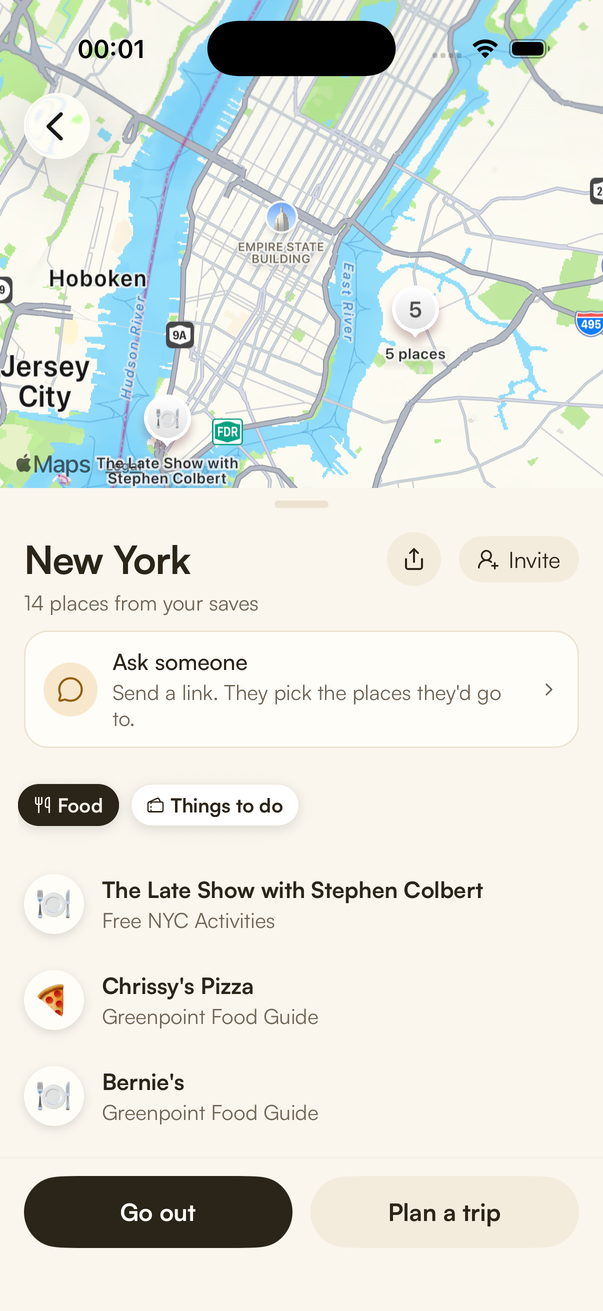 00:01
EMPIRE STATE
BUILDING
Hoboken
Hudson River
East River
9A
5
5 places
495
2
9
Jersey
City
FDR
Maps
The Late Show with
Stephen Colbert
New York
Invite
14 places from your saves
Ask someone
Send a link. They pick the places they'd go
to.
Food
Things to do
The Late Show with Stephen Colbert
Free NYC Activities
Chrissy's Pizza
Greenpoint Food Guide
Bernie's
Greenpoint Food Guide
Go out
Plan a trip